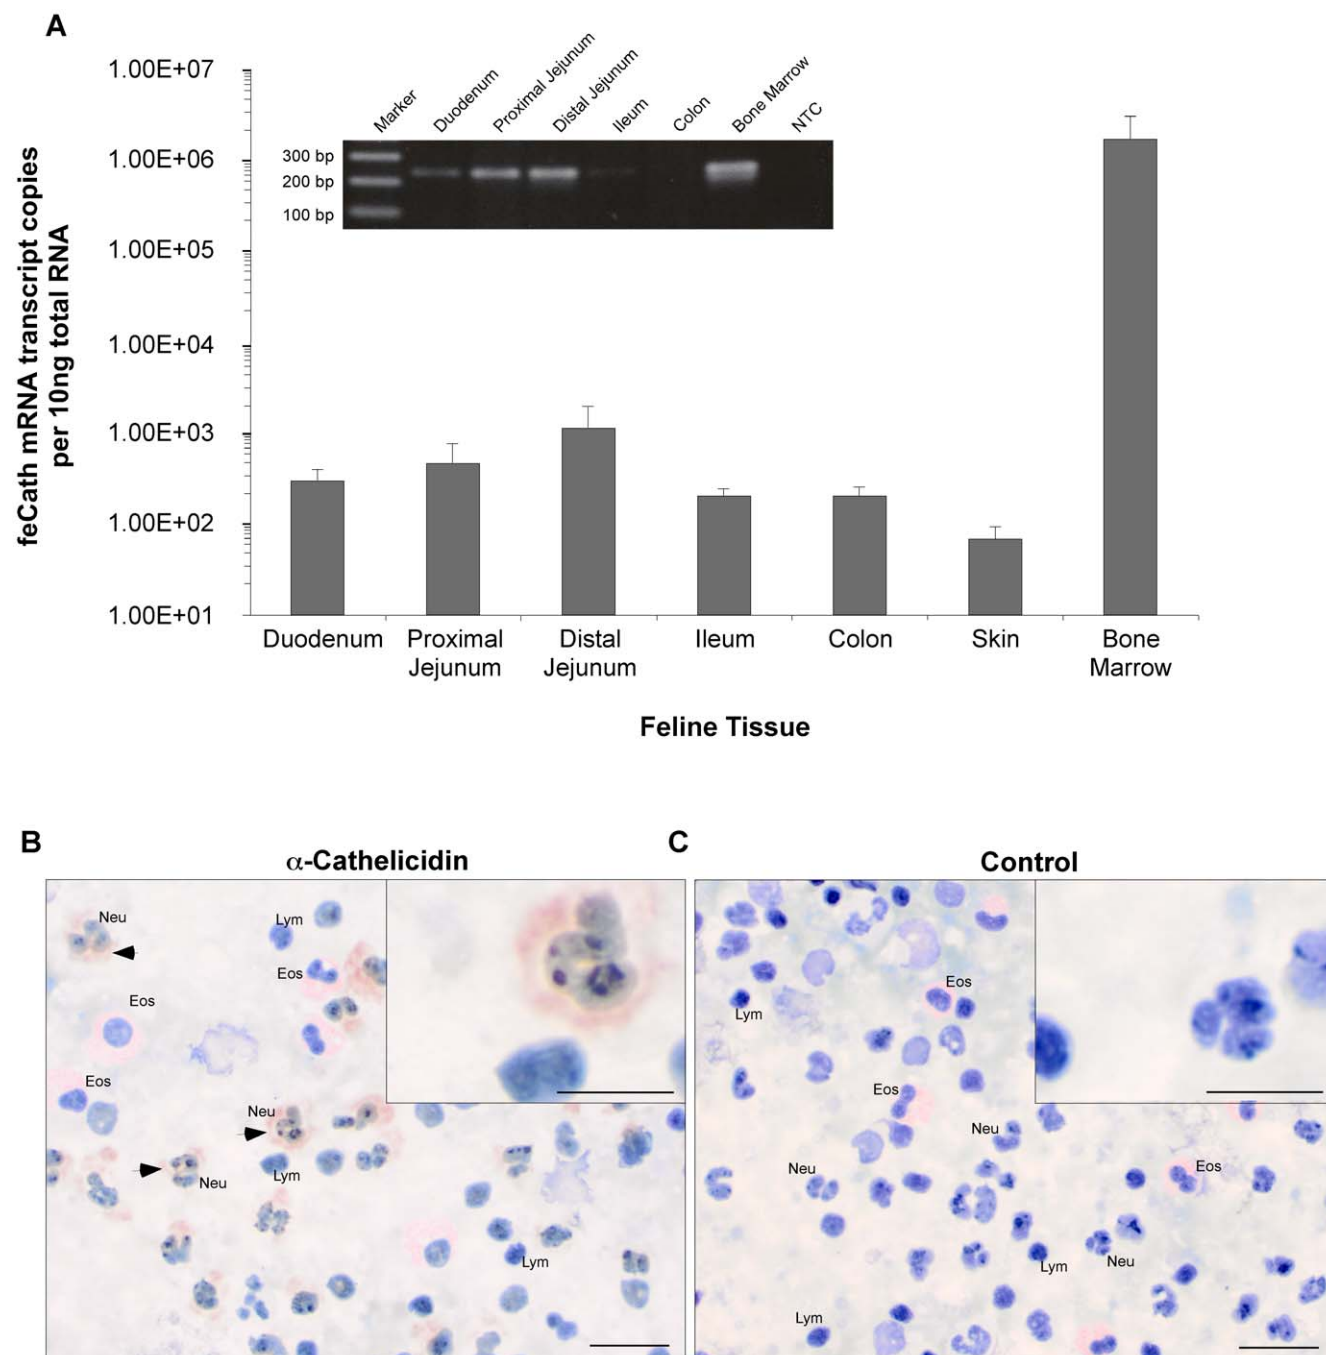 A
feCath mRNA transcript copies
per 10ng total RNA
1.00E+07
1.00E+06
1.00E+05
1.00E+04
1.00E+03
1.00E+02
1.00E+01
Marker
Duodenum
Proximal Jejunum
Distal Jejunum
Ileum
Colon
Bone Marrow
NTC
300 bp
200 bp
100 bp
Duodenum
Proximal
Jejunum
Distal
Jejunum
Ileum
Colon
Skin
Bone
Marrow
Feline Tissue
B
α-Cathelicidin
Neu
Lym
Eos
Eos
Eos
Neu
Lym
Neu
Lym
C
Control
Eos
Lym
Eos
Neu
Neu
Eos
Lym
Neu
Lym